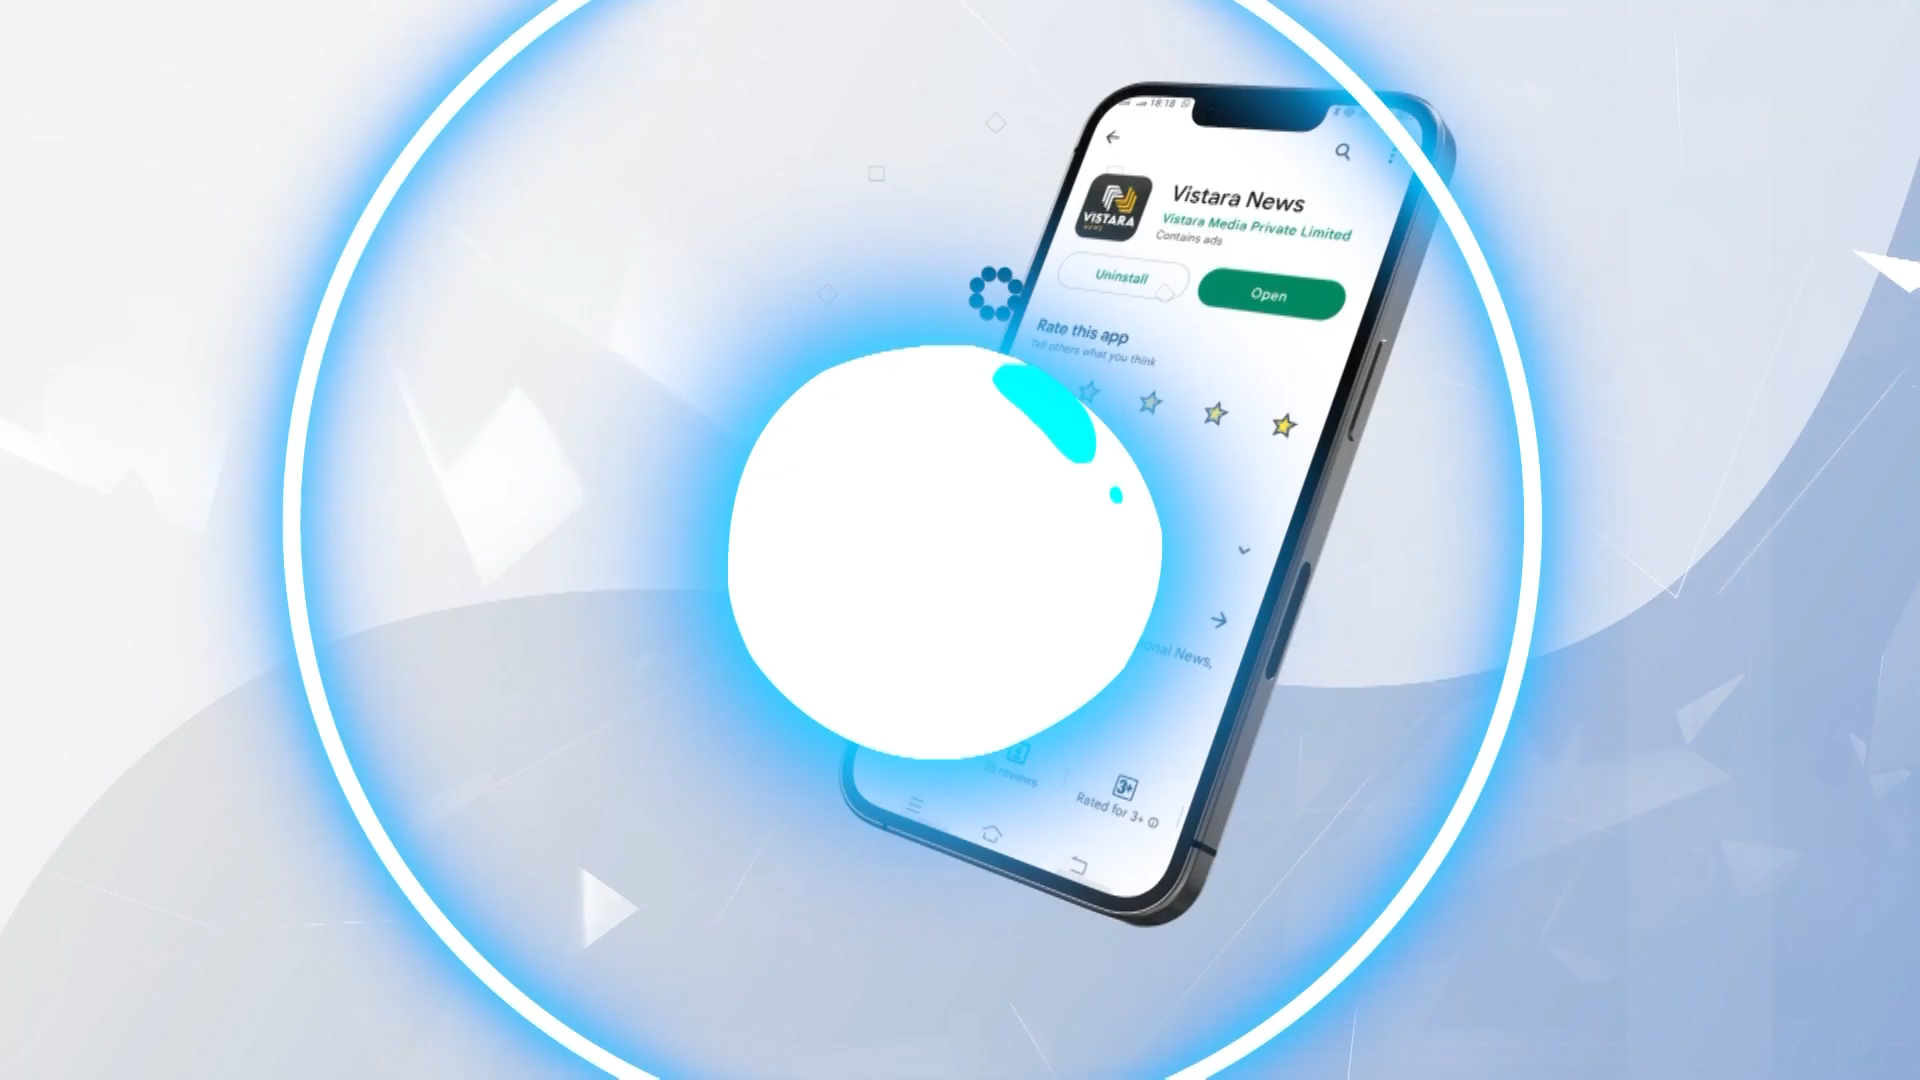 18:18
Vistara News
VISTARA
NEWS
Vistara Media Private Limited
Contains ads
Uninstall
Open
Rate this app
Tell others what you think
onal News,
reviews
3+
Rated for 3+